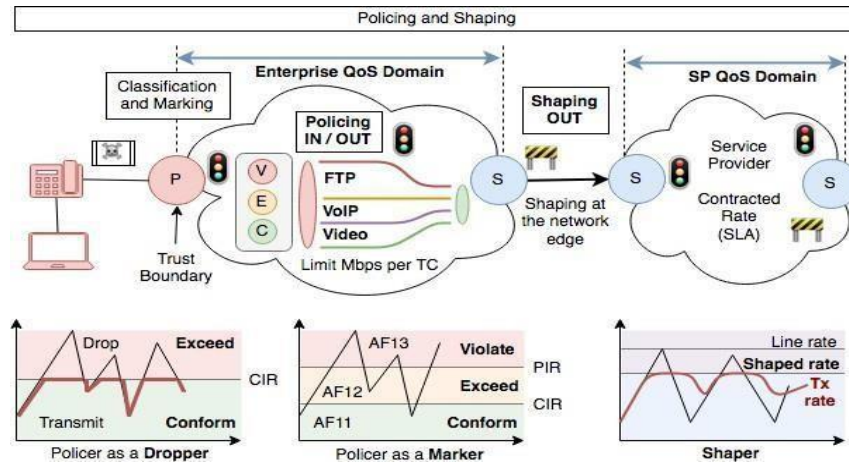 Policing and Shaping
Enterprise QoS Domain
SP QoS Domain
Classification
and Marking
Policing
IN / OUT
Shaping
OUT
P
V
E
C
FTP
VoIP
Video
Limit Mbps per TC
S
Shaping at
the network
edge
S
Service
Provider
Contracted
Rate
(SLA)
S
Trust
Boundary
Drop
Exceed
CIR
Transmit
Conform
Policer as a Dropper
AF13
Violate
PIR
AF12
Exceed
CIR
AF11
Conform
Policer as a Marker
Line rate
Shaped rate
Tx
rate
Shaper